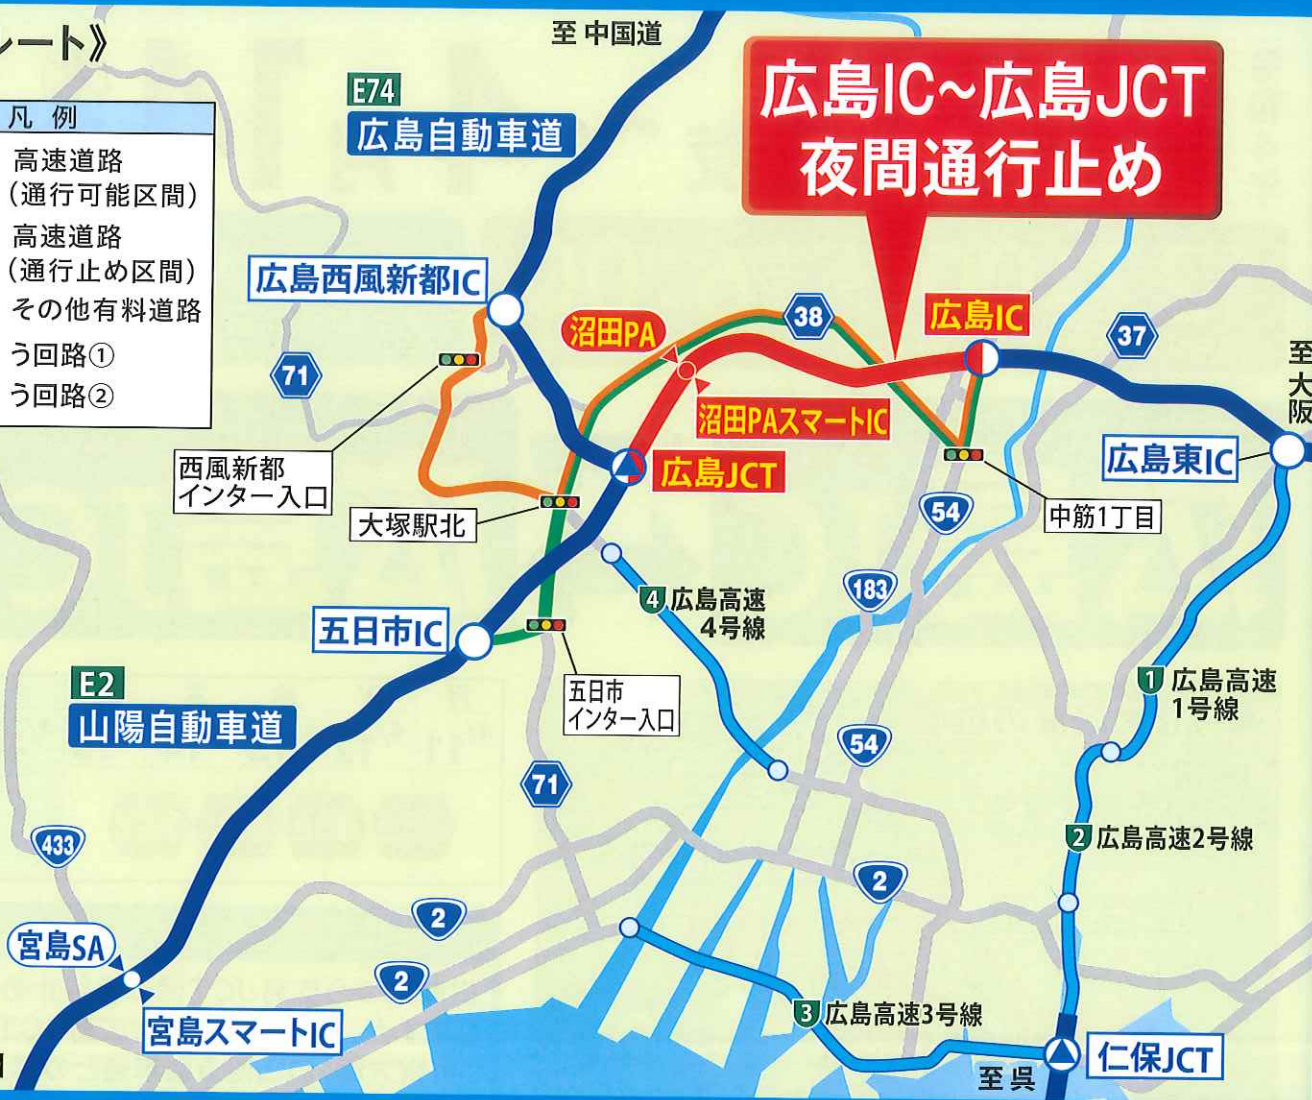 ルート》
至 中国道
凡 例
高速道路
(通行可能区間)
高速道路
(通行止め区間)
その他有料道路
う回路①
う回路②
E74
広島自動車道
広島IC~広島JCT
夜間通行止め
広島西風新都IC
沼田PA
38
広島IC
37
71
至
大
阪
沼田PAスマートIC
西風新都
インター入口
広島JCT
広島東IC
大塚駅北
54
中筋1丁目
183
4
広島高速
4号線
五日市IC
五日市
インター入口
E2
山陽自動車道
1
広島高速
1号線
54
71
433
2
広島高速2号線
2
2
2
宮島SA
宮島スマートIC
3
広島高速3号線
至 呉
仁保JCT